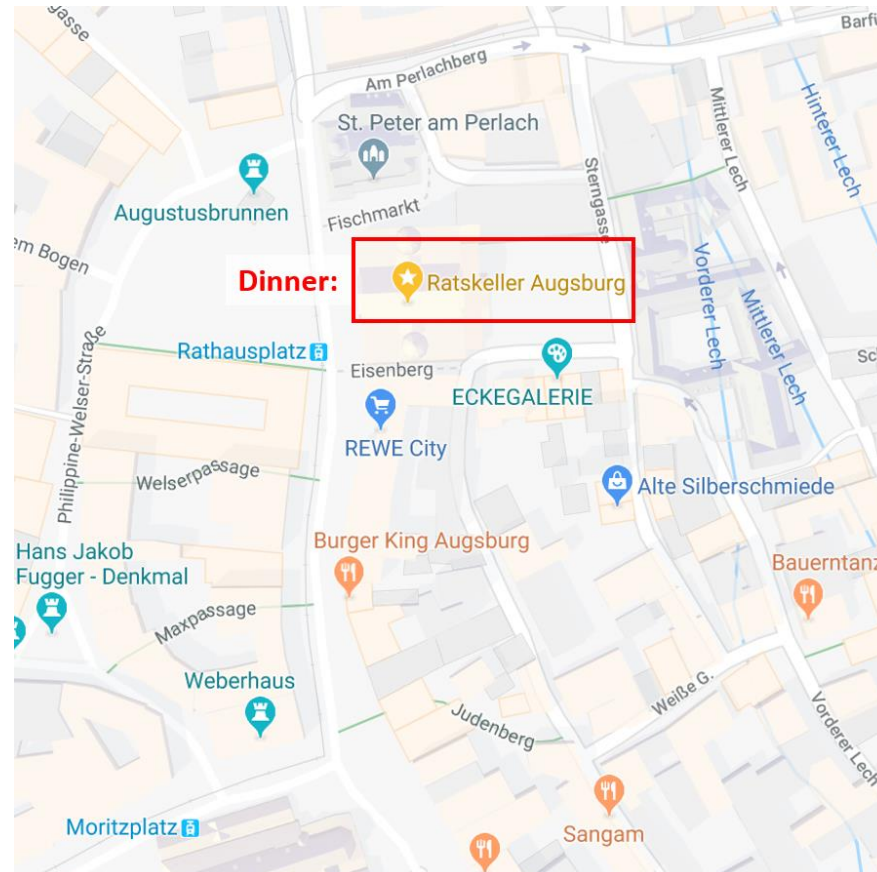 gasse
Barfü
Am Perlachberg
St. Peter am Perlach
Mittlerer Lech
Hinterer Lech
Sterngasse
Augustusbrunnen
Fischmarkt
em Bogen
Dinner:
Ratskeller Augsburg
Vorderer Lech
Mittlerer Lech
Rathausplatz
Eisenberg
ECKEGALERIE
Philippine-Welser-Straße
REWE City
Welserpassage
Alte Silberschmiede
Hans Jakob
Fugger - Denkmal
Burger King Augsburg
Bauerntanz
Maxpassage
Weberhaus
Judenberg
Weiße G.
Vorderer Lech
Moritzplatz
Sangam